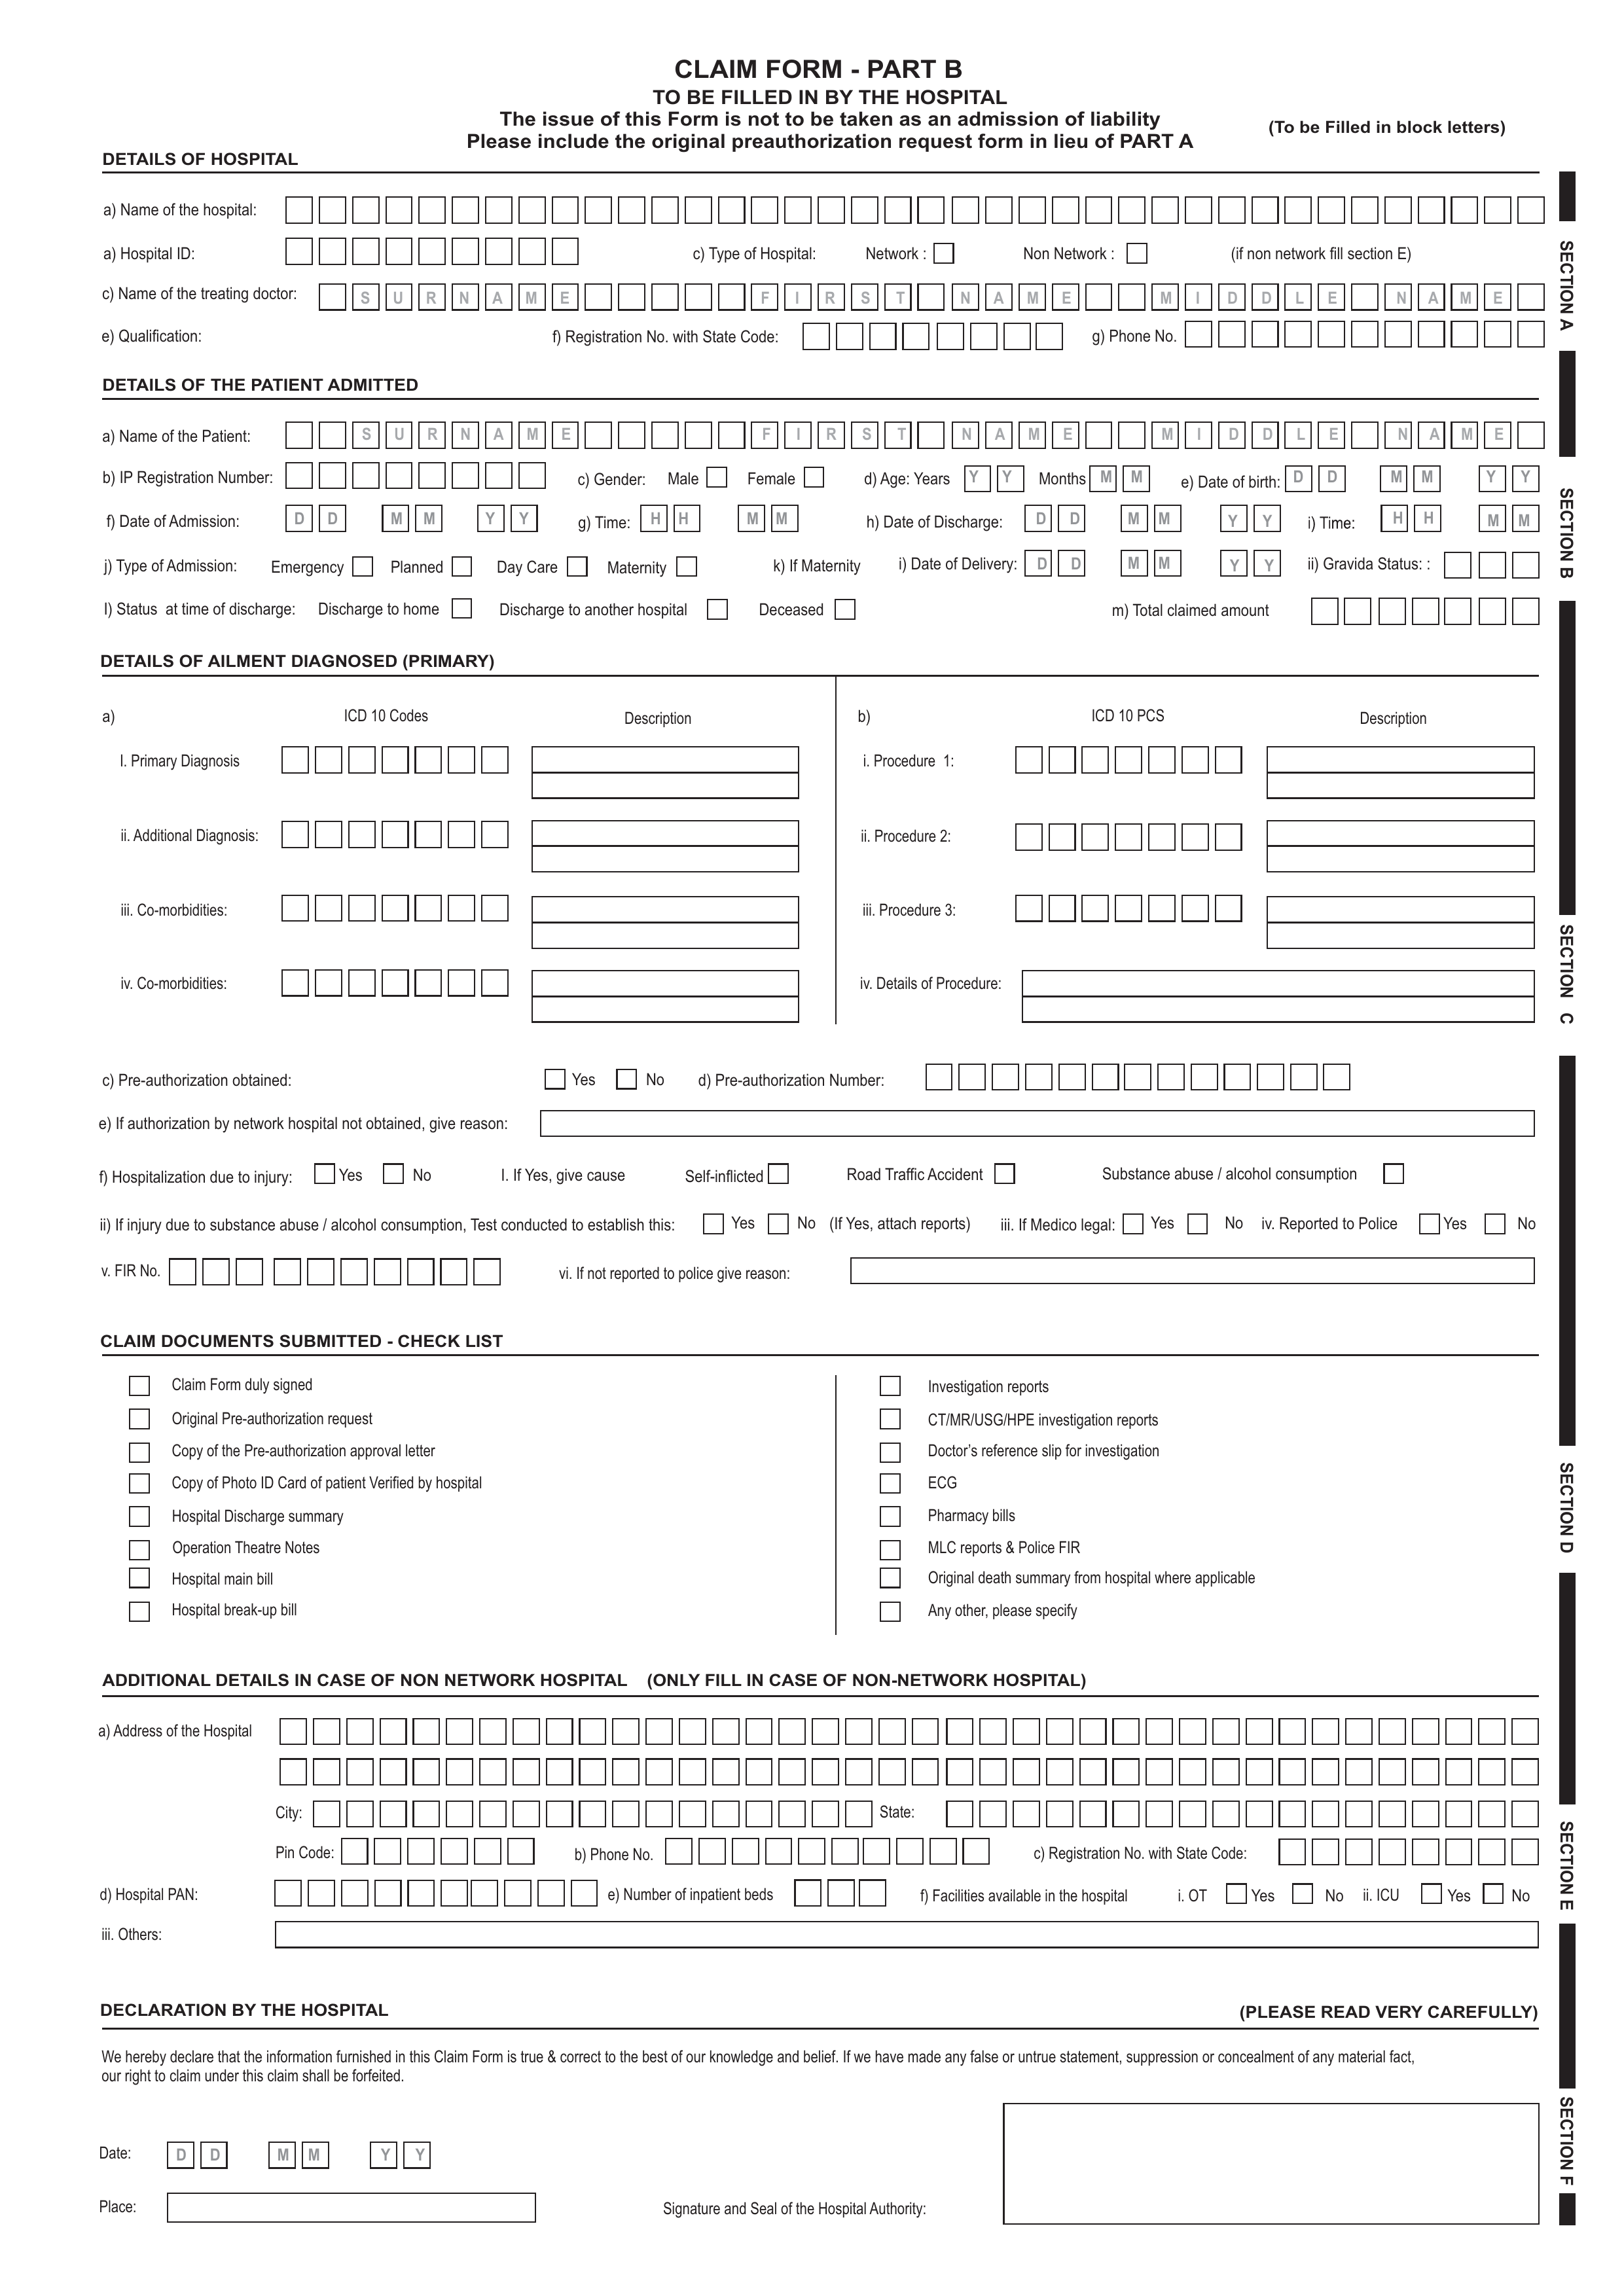 CLAIM FORM - PART B
TO BE FILLED IN BY THE HOSPITAL
The issue of this Form is not to be taken as an admission of liability
Please include the original preauthorization request form in lieu of PART A
(To be Filled in block letters)
DETAILS OF HOSPITAL
a) Name of the hospital:
a) Hospital ID: c) Type of Hospital: Network : Non Network : (if non network fill section E)
c) Name of the treating doctor: S U R N A M E F I R S T N A M E M I D D L E N A M E
e) Qualification: f) Registration No. with State Code: g) Phone No.
SECTION A
DETAILS OF THE PATIENT ADMITTED
a) Name of the Patient: S U R N A M E F I R S T N A M E M I D D L E N A M E
b) IP Registration Number: c) Gender: Male Female d) Age: Years Y Y Months M M e) Date of birth: D D M M Y Y
f) Date of Admission: D D M M Y Y g) Time: H H M M h) Date of Discharge: D D M M Y Y i) Time: H H M M
j) Type of Admission: Emergency Planned Day Care Maternity k) If Maternity i) Date of Delivery: D D M M Y Y ii) Gravida Status: :
l) Status at time of discharge: Discharge to home Discharge to another hospital Deceased m) Total claimed amount
SECTION B
DETAILS OF AILMENT DIAGNOSED (PRIMARY)
a) ICD 10 Codes Description b) ICD 10 PCS Description
I. Primary Diagnosis i. Procedure 1:
ii. Additional Diagnosis: ii. Procedure 2:
iii. Co-morbidities: iii. Procedure 3:
iv. Co-morbidities: iv. Details of Procedure:
c) Pre-authorization obtained: Yes No d) Pre-authorization Number:
e) If authorization by network hospital not obtained, give reason:
f) Hospitalization due to injury: Yes No I. If Yes, give cause Self-inflicted Road Traffic Accident Substance abuse / alcohol consumption
ii) If injury due to substance abuse / alcohol consumption, Test conducted to establish this: Yes No (If Yes, attach reports) iii. If Medico legal: Yes No iv. Reported to Police Yes No
v. FIR No. vi. If not reported to police give reason:
SECTION C
CLAIM DOCUMENTS SUBMITTED - CHECK LIST
Claim Form duly signed
Original Pre-authorization request
Copy of the Pre-authorization approval letter
Copy of Photo ID Card of patient Verified by hospital
Hospital Discharge summary
Operation Theatre Notes
Hospital main bill
Hospital break-up bill
Investigation reports
CT/MR/USG/HPE investigation reports
Doctor's reference slip for investigation
ECG
Pharmacy bills
MLC reports & Police FIR
Original death summary from hospital where applicable
Any other, please specify
SECTION D
ADDITIONAL DETAILS IN CASE OF NON NETWORK HOSPITAL (ONLY FILL IN CASE OF NON-NETWORK HOSPITAL)
a) Address of the Hospital
City: State:
Pin Code: b) Phone No. c) Registration No. with State Code:
d) Hospital PAN: e) Number of inpatient beds f) Facilities available in the hospital i. OT Yes No ii. ICU Yes No
iii. Others:
SECTION E
DECLARATION BY THE HOSPITAL (PLEASE READ VERY CAREFULLY)
We hereby declare that the information furnished in this Claim Form is true & correct to the best of our knowledge and belief. If we have made any false or untrue statement, suppression or concealment of any material fact,
our right to claim under this claim shall be forfeited.
Date: D D M M Y Y
Place: Signature and Seal of the Hospital Authority:
SECTION F